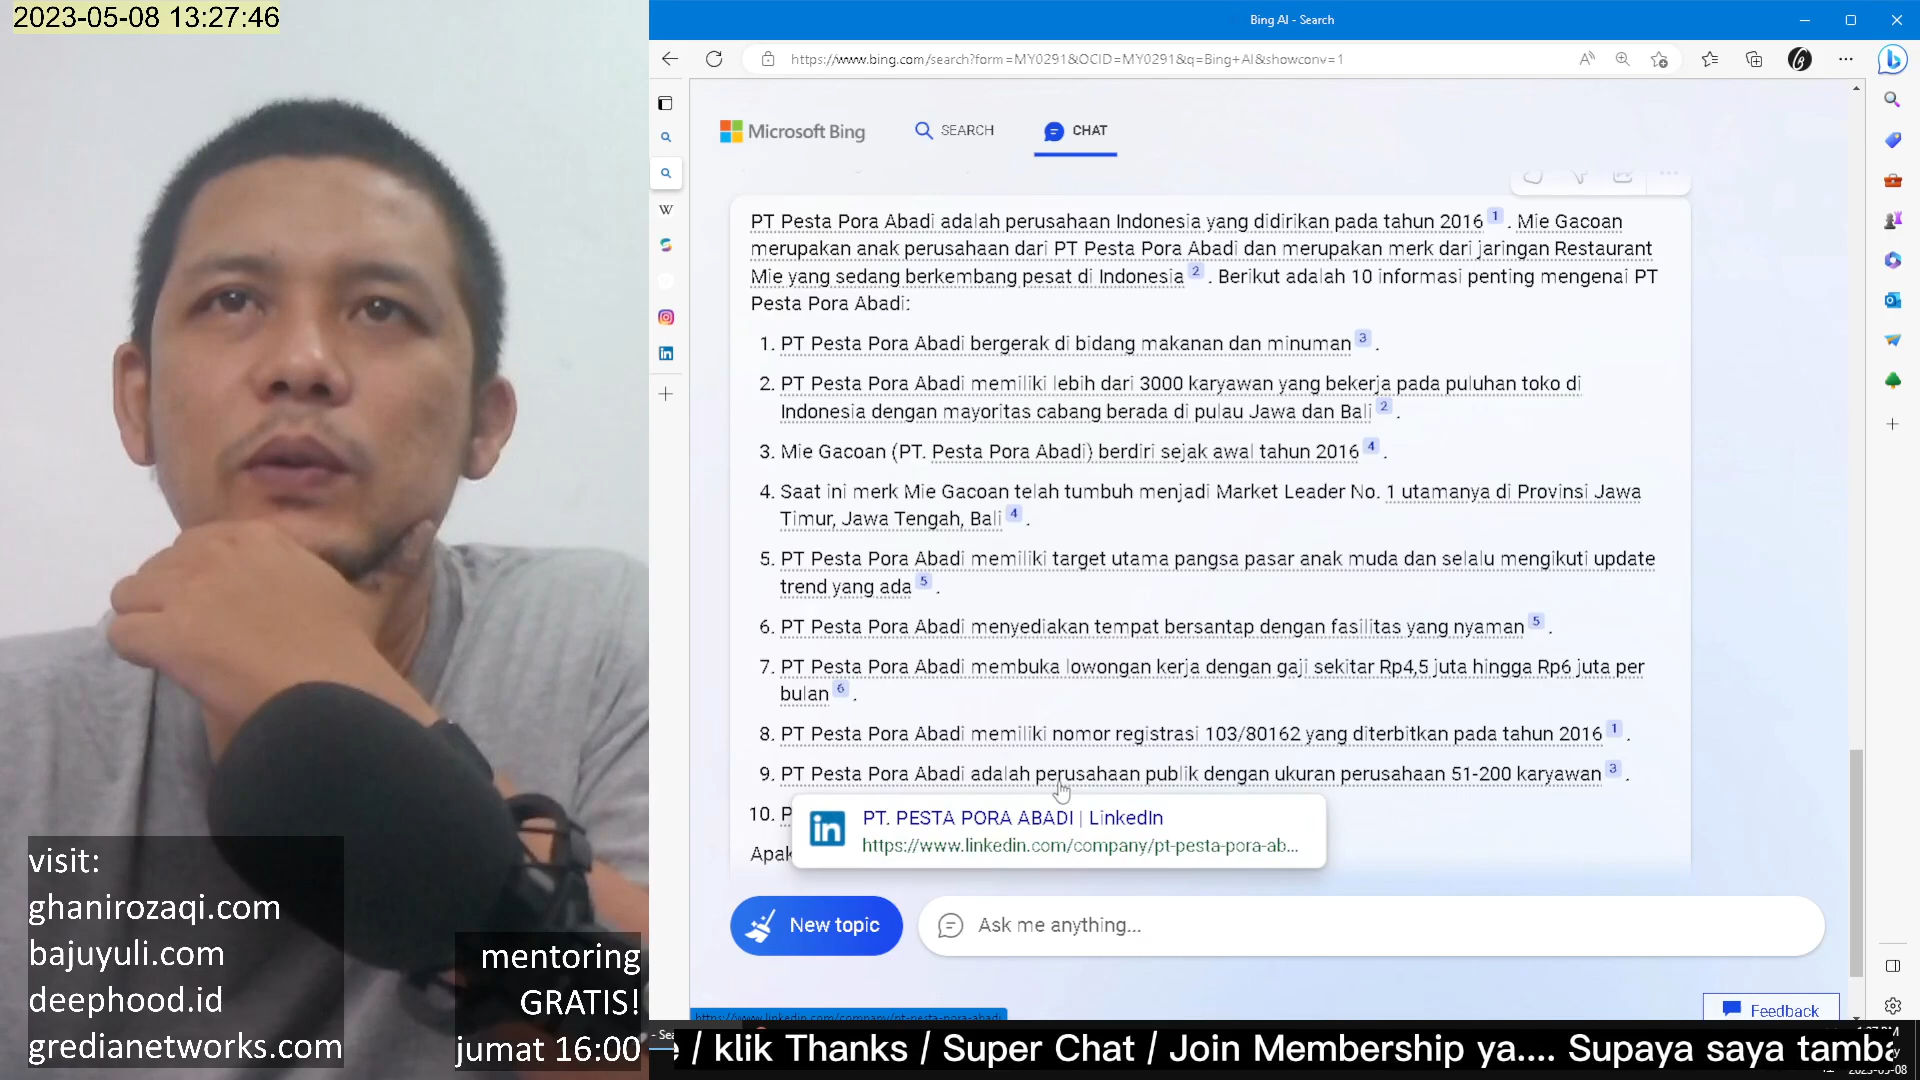 2023-05-08 13:27:46
Bing AI - Search
https://www.bing.com/search?form=MY0291&OCID=MY0291&q=Bing+AI&showconv=1
Microsoft Bing
SEARCH
CHAT
PT Pesta Pora Abadi adalah perusahaan Indonesia yang didirikan pada tahun 2016 1 . Mie Gacoan
merupakan anak perusahaan dari PT Pesta Pora Abadi dan merupakan merk dari jaringan Restaurant
Mie yang sedang berkembang pesat di Indonesia 2 . Berikut adalah 10 informasi penting mengenai PT
Pesta Pora Abadi:
1. PT Pesta Pora Abadi bergerak di bidang makanan dan minuman 3 .
2. PT Pesta Pora Abadi memiliki lebih dari 3000 karyawan yang bekerja pada puluhan toko di
Indonesia dengan mayoritas cabang berada di pulau Jawa dan Bali 2 .
3. Mie Gacoan (PT. Pesta Pora Abadi) berdiri sejak awal tahun 2016 4 .
4. Saat ini merk Mie Gacoan telah tumbuh menjadi Market Leader No. 1 utamanya di Provinsi Jawa
Timur, Jawa Tengah, Bali 4 .
5. PT Pesta Pora Abadi memiliki target utama pangsa pasar anak muda dan selalu mengikuti update
trend yang ada 5 .
6. PT Pesta Pora Abadi menyediakan tempat bersantap dengan fasilitas yang nyaman 5 .
7. PT Pesta Pora Abadi membuka lowongan kerja dengan gaji sekitar Rp4,5 juta hingga Rp6 juta per
bulan 6 .
8. PT Pesta Pora Abadi memiliki nomor registrasi 103/80162 yang diterbitkan pada tahun 2016 1 .
9. PT Pesta Pora Abadi adalah perusahaan publik dengan ukuran perusahaan 51-200 karyawan 3 .
10. P
PT. PESTA PORA ABADI | LinkedIn
https://www.linkedin.com/company/pt-pesta-pora-ab...
Apak
New topic
Ask me anything...
Feedback
visit:
ghanirozaqi.com
bajuyuli.com
deephood.id
gredianetworks.com
mentoring
GRATIS!
jumat 16:00
/ klik Thanks / Super Chat / Join Membership ya.... Supaya saya tamba